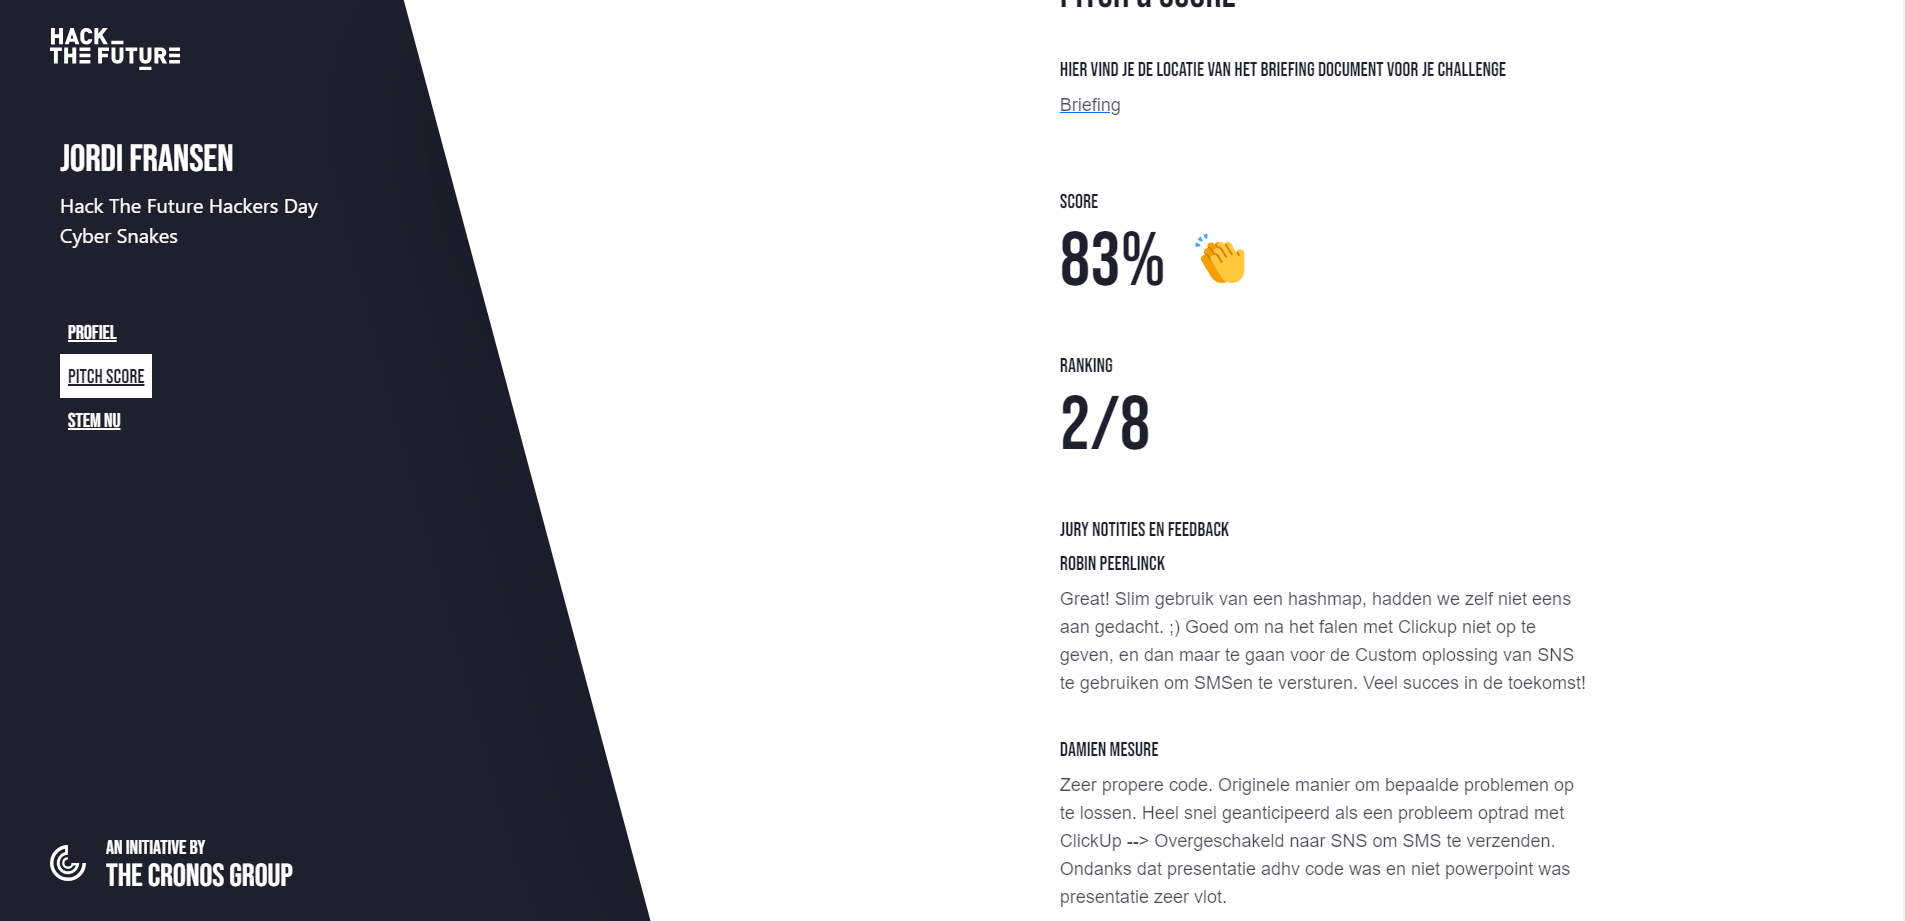 HACK_
THE FUTURE
JORDI FRANSEN
Hack The Future Hackers Day
Cyber Snakes
PROFIEL
PITCH SCORE
STEM NU
AN INITIATIVE BY
THE CRONOS GROUP
PITCH & SCORE
HIER VIND JE DE LOCATIE VAN HET BRIEFING DOCUMENT VOOR JE CHALLENGE
Briefing
SCORE
83% 👏
RANKING
2/8
JURY NOTITIES EN FEEDBACK
ROBIN PEERLINCK
Great! Slim gebruik van een hashmap, hadden we zelf niet eens
aan gedacht. ;) Goed om na het falen met Clickup niet op te
geven, en dan maar te gaan voor de Custom oplossing van SNS
te gebruiken om SMSen te versturen. Veel succes in de toekomst!
DAMIEN MESURE
Zeer propere code. Originele manier om bepaalde problemen op
te lossen. Heel snel geanticipeerd als een probleem optrad met
ClickUp --> Overgeschakeld naar SNS om SMS te verzenden.
Ondanks dat presentatie adhv code was en niet powerpoint was
presentatie zeer vlot.